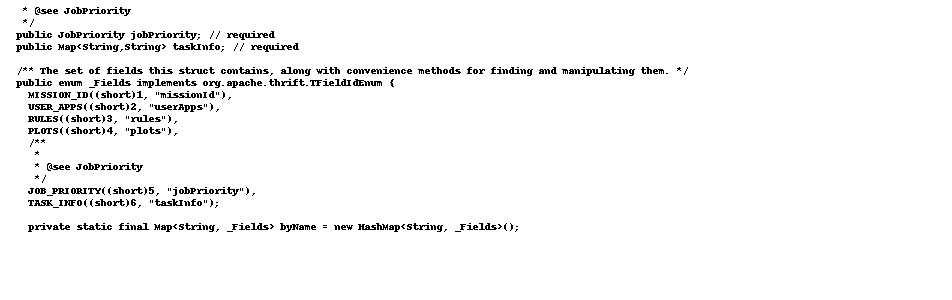 * @see JobPriority
*/
public JobPriority jobPriority; // required
public Map<String,String> taskInfo; // required
/** The set of fields this struct contains, along with convenience methods for finding and manipulating them. */
public enum _Fields implements org.apache.thrift.TFieldIdEnum {
MISSION_ID((short)1, "missionId"),
USER_APPS((short)2, "userApps"),
RULES((short)3, "rules"),
PLOTS((short)4, "plots"),
/**
*
* @see JobPriority
*/
JOB_PRIORITY((short)5, "jobPriority"),
TASK_INFO((short)6, "taskInfo");
private static final Map<String, _Fields> byName = new HashMap<String, _Fields>();